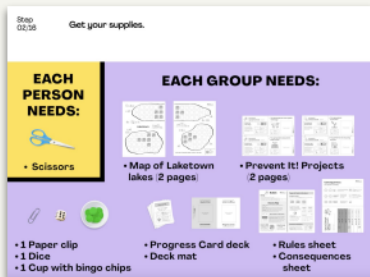 Step
02/16
Get your supplies.
EACH
PERSON
NEEDS:
• Scissors
EACH GROUP NEEDS:
• Map of Laketown
lakes (2 pages)
• Prevent It! Projects
(2 pages)
• 1 Paper clip
• 1 Dice
• 1 Cup with bingo chips
• Progress Card deck
• Deck mat
• Rules sheet
• Consequences
sheet